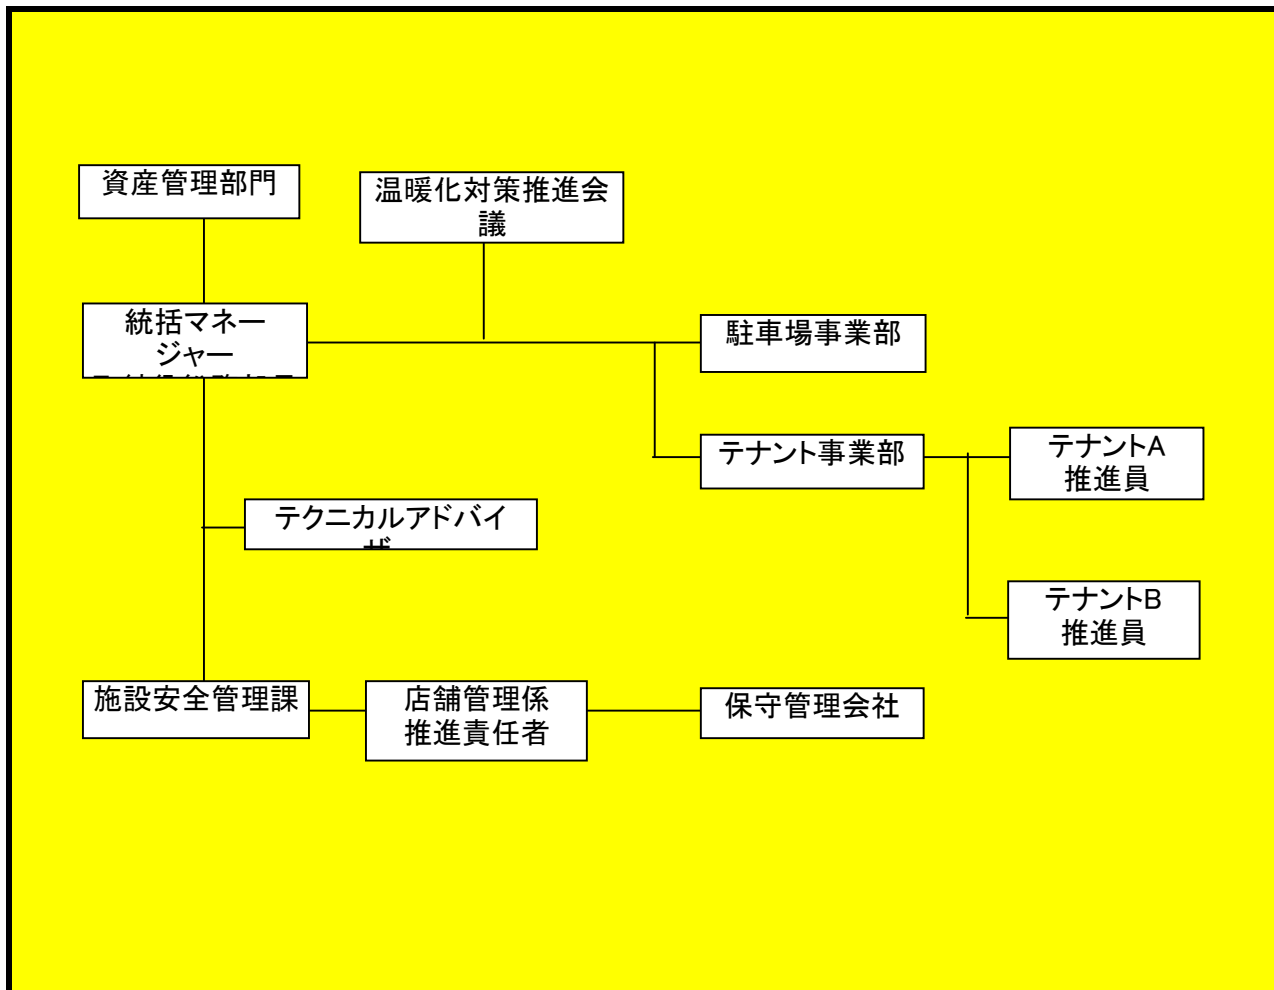 資産管理部門
温暖化対策推進会
議
統括マネー
ジャー
駐車場事業部
テナント事業部
テナントA
推進員
テクニカルアドバイ
ザ
テナントB
推進員
施設安全管理課
店舗管理係
推進責任者
保守管理会社